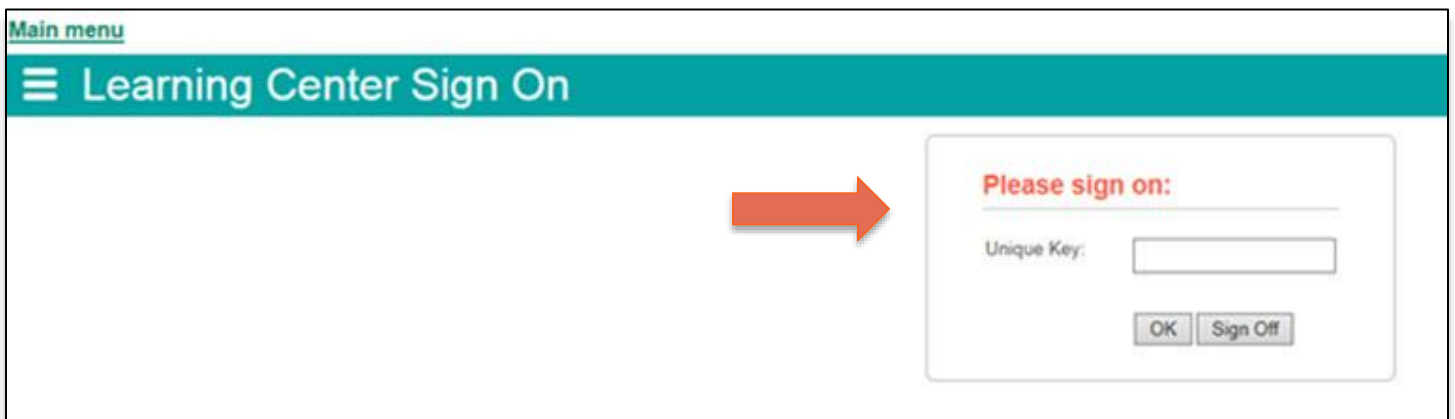 Main menu
Learning Center Sign On
Please sign on:
Unique Key:
OK Sign Off